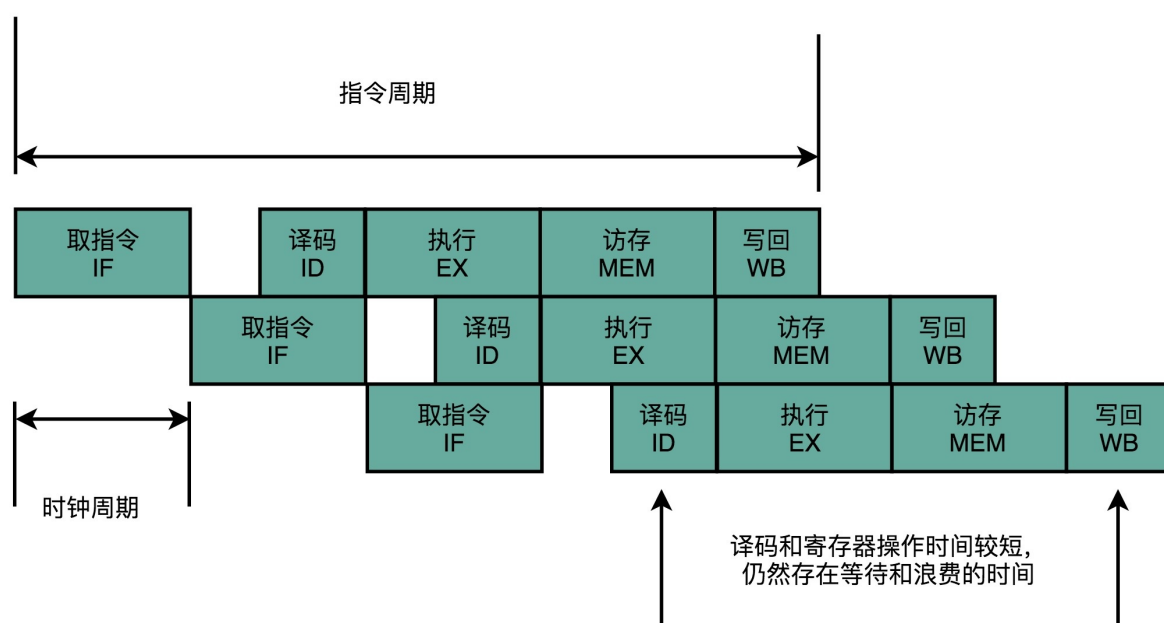 指令周期
取指令
IF
译码
ID
执行
EX
访存
MEM
写回
WB
取指令
IF
译码
ID
执行
EX
访存
MEM
写回
WB
取指令
IF
译码
ID
执行
EX
访存
MEM
写回
WB
时钟周期
译码和寄存器操作时间较短，
仍然存在等待和浪费的时间